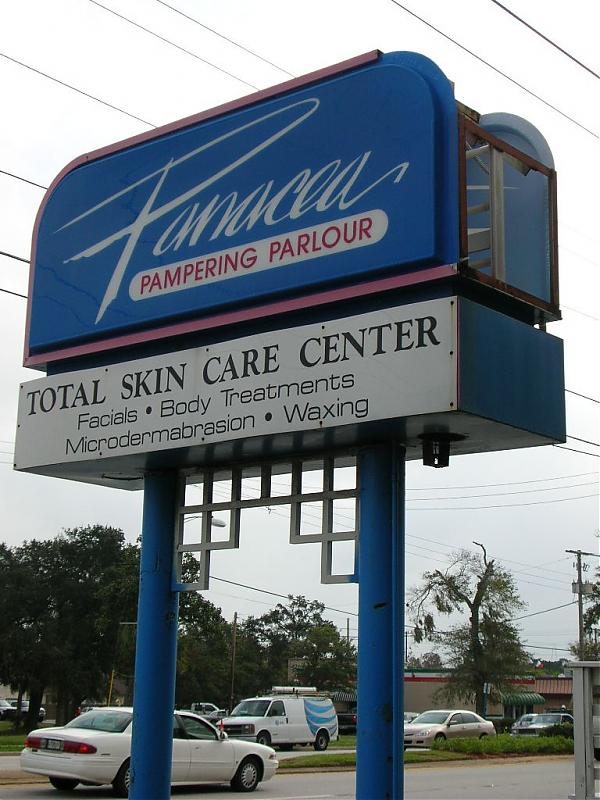 Panacea
PAMPERING PARLOUR
TOTAL SKIN CARE CENTER
Facials • Body Treatments
Microdermabrasion • Waxing